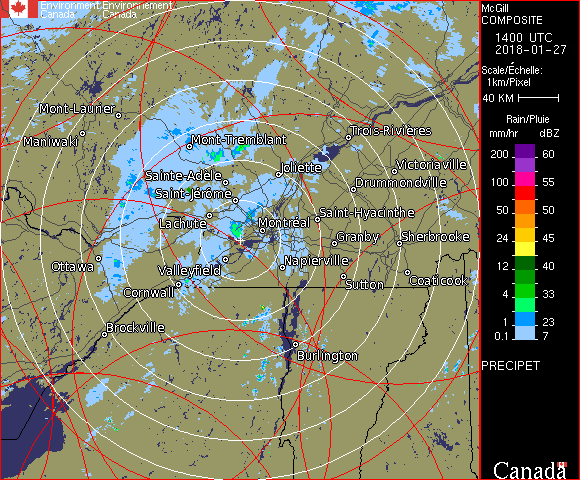 Environment Environnement
Canada Canada
McGill
COMPOSITE
1400 UTC
2018-01-27
Scale/Échelle:
1km/Pixel
40 KM
Rain/Pluie
mm/hr dBZ
200 60
100 55
50 50
24 45
12 40
4 33
1 23
0.1 7
PRECIPET
Canada
Mont-Laurier
Maniwaki
Mont-Tremblant
Trois-Rivières
Sainte-Adèle
Joliette
Victoriaville
Saint-Jérôme
Drummondville
Lachute
Montréal
Saint-Hyacinthe
Granby
Sherbrooke
Ottawa
Valleyfield
Napierville
Cornwall
Sutton
Coaticook
Brockville
Burlington